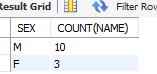 Result Grid Filter Row
SEX COUNT(NAME)
M 10
F 3